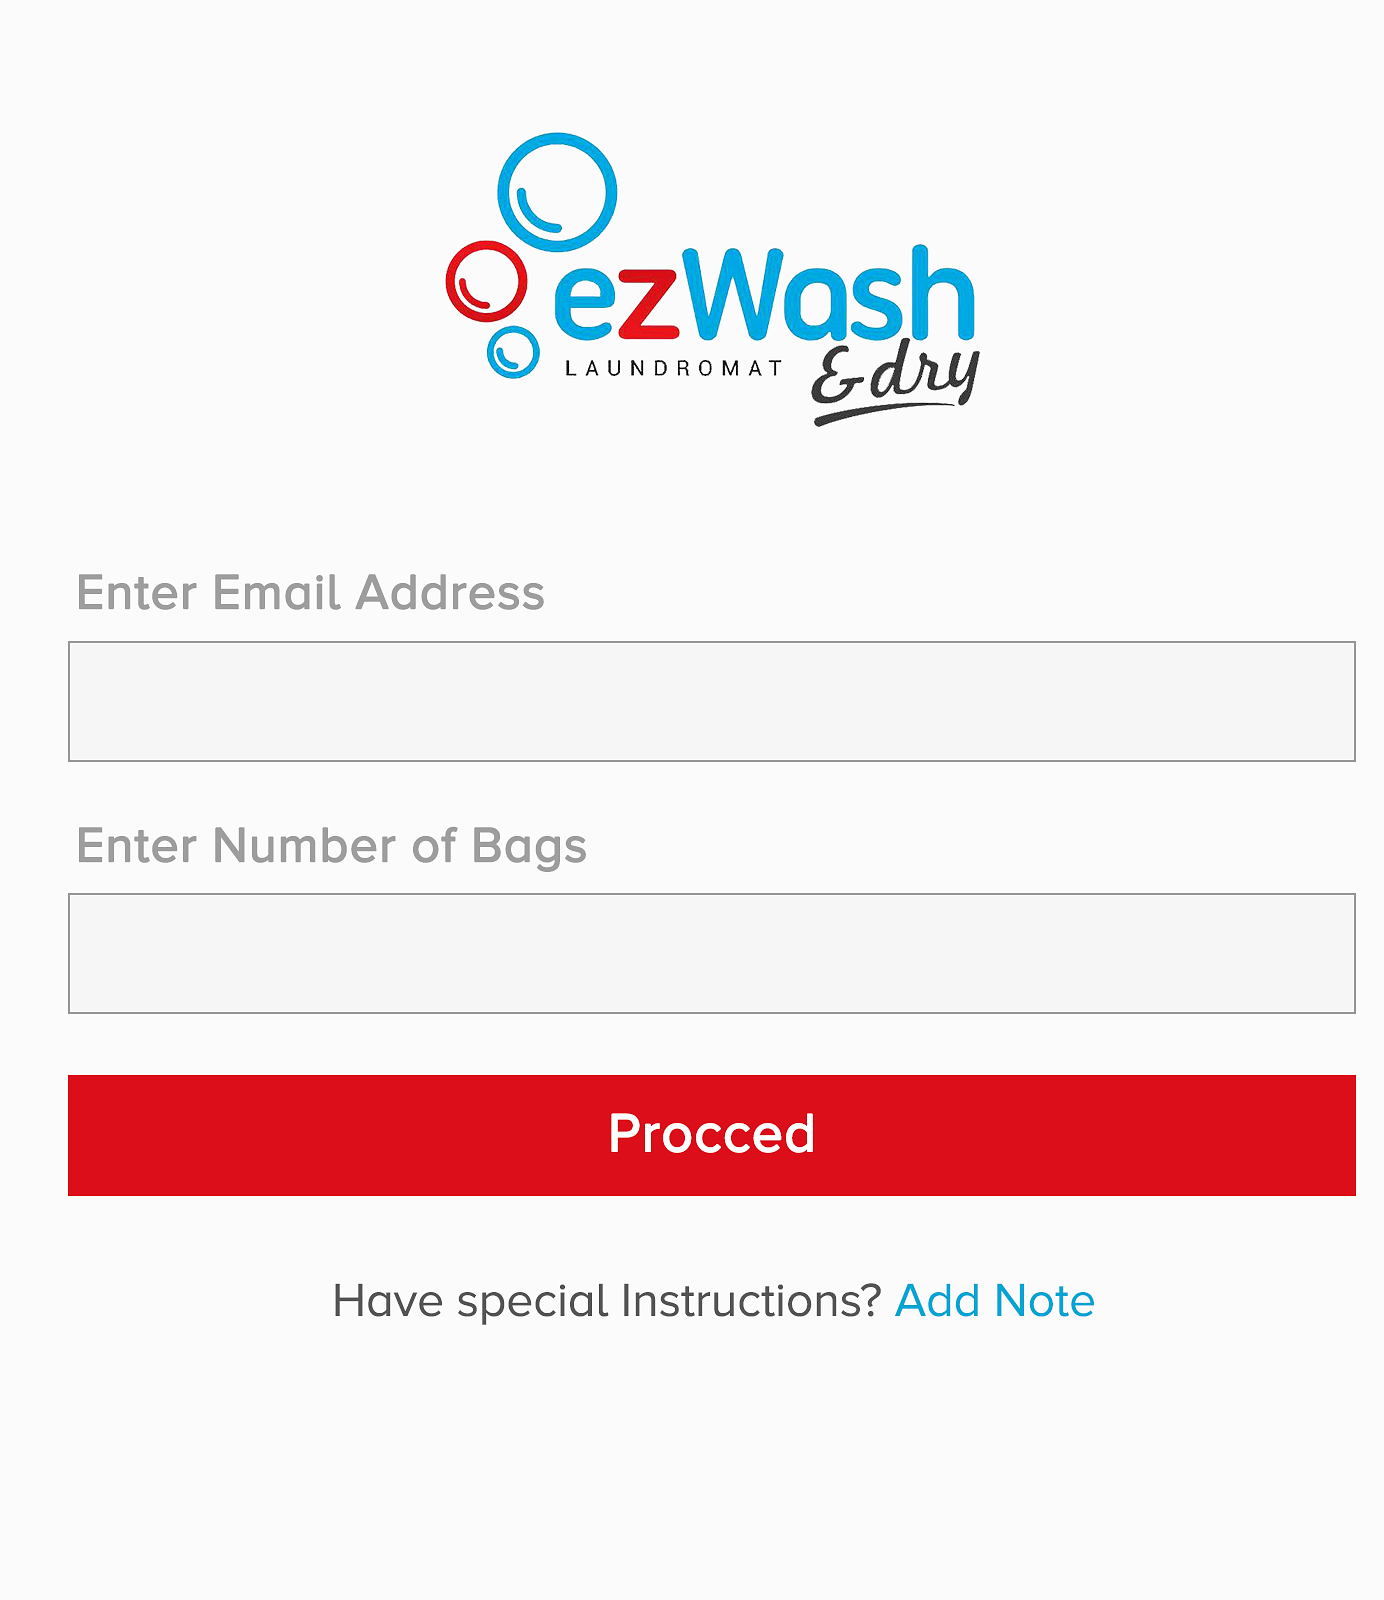 ezWash
LAUNDROMAT
&dry
Enter Email Address
Enter Number of Bags
Procced
Have special Instructions? Add Note